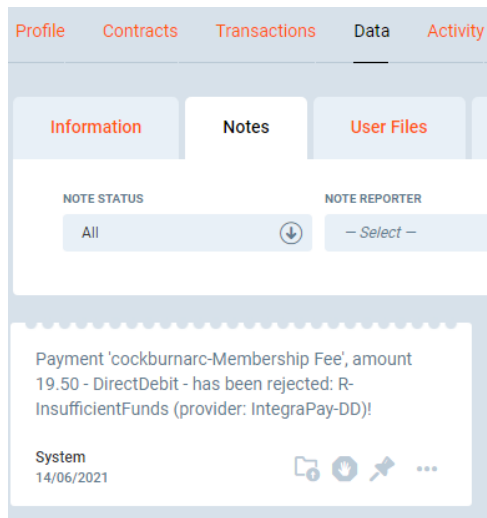 Profile Contracts Transactions Data Activity
Information Notes User Files
NOTE STATUS NOTE REPORTER
All — Select —
Payment 'cockburnarc-Membership Fee', amount
19.50 - DirectDebit - has been rejected: R-
InsufficientFunds (provider: IntegraPay-DD)!
System
14/06/2021